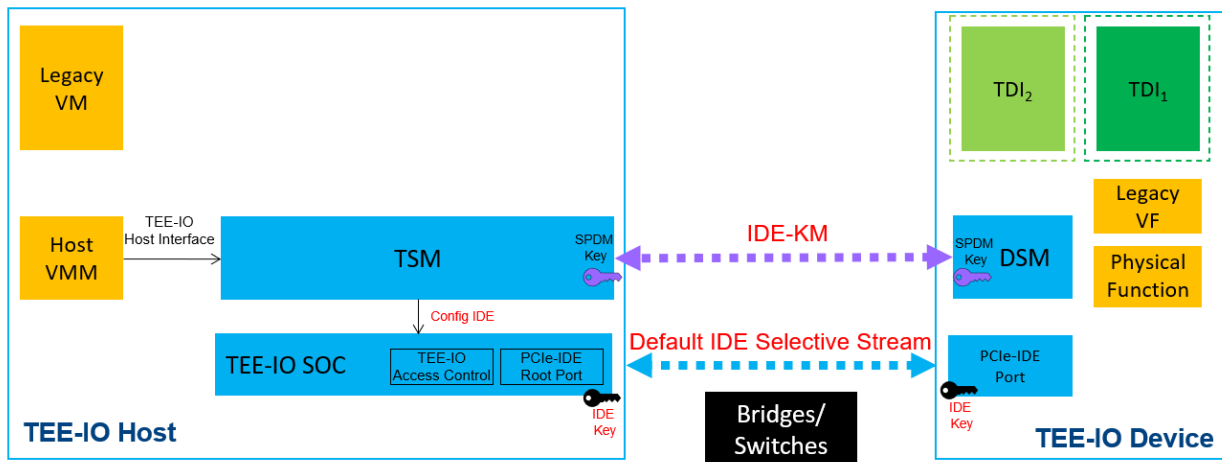 Legacy
VM
Host
VMM
TEE-IO
Host Interface
TSM
SPDM
Key
Config IDE
TEE-IO SOC
TEE-IO
Access Control
PCIe-IDE
Root Port
IDE
Key
TEE-IO Host
IDE-KM
Default IDE Selective Stream
Bridges/
Switches
TDI2
TDI1
Legacy
VF
SPDM
Key
DSM
Physical
Function
PCIe-IDE
Port
IDE
Key
TEE-IO Device